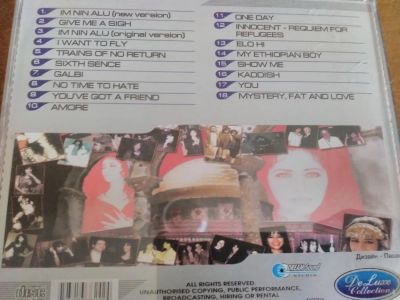 1. IM NIN ALU (new version)
2. GIVE ME A SIGH
3. IM NIN ALU (original version)
4. I WANT TO FLY
5. TRAINS OF NO RETURN
6. SIXTH SENCE
7. GALBI
8. NO TIME TO HATE
9. YOU'VE GOT A FRIEND
10. AMORE
11. ONE DAY
12. INNOCENT - REQUIEM FOR
REFUGEES
13. ELO HI
14. MY ETHIOPIAN BOY
15. SHOW ME
16. KADDISH
17. YOU
18. MYSTERY, FAT AND LOVE
Дизайн -
disc
ALL RIGHTS RESERVED
UNAUTHORISED COPYING, PUBLIC PERFORMANCE,
BROADCASTING, HIRING OR RENTAL
De Luxe
Collection